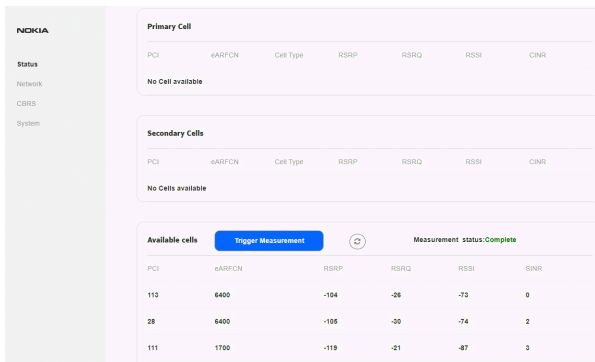 NOKIA
Status
Network
CBRS
System
Primary Cell
PCI eARFCN Cell Type RSRP RSRQ RSSI CINR
No Cell available
Secondary Cells
PCI eARFCN Cell Type RSRP RSRQ RSSI CINR
No Cells available
Available cells Trigger Measurement Measurement status:Complete
PCI eARFCN RSRP RSRQ RSSI SINR
113 6400 -104 -26 -73 0
28 6400 -105 -30 -74 2
111 1700 -119 -21 -87 3